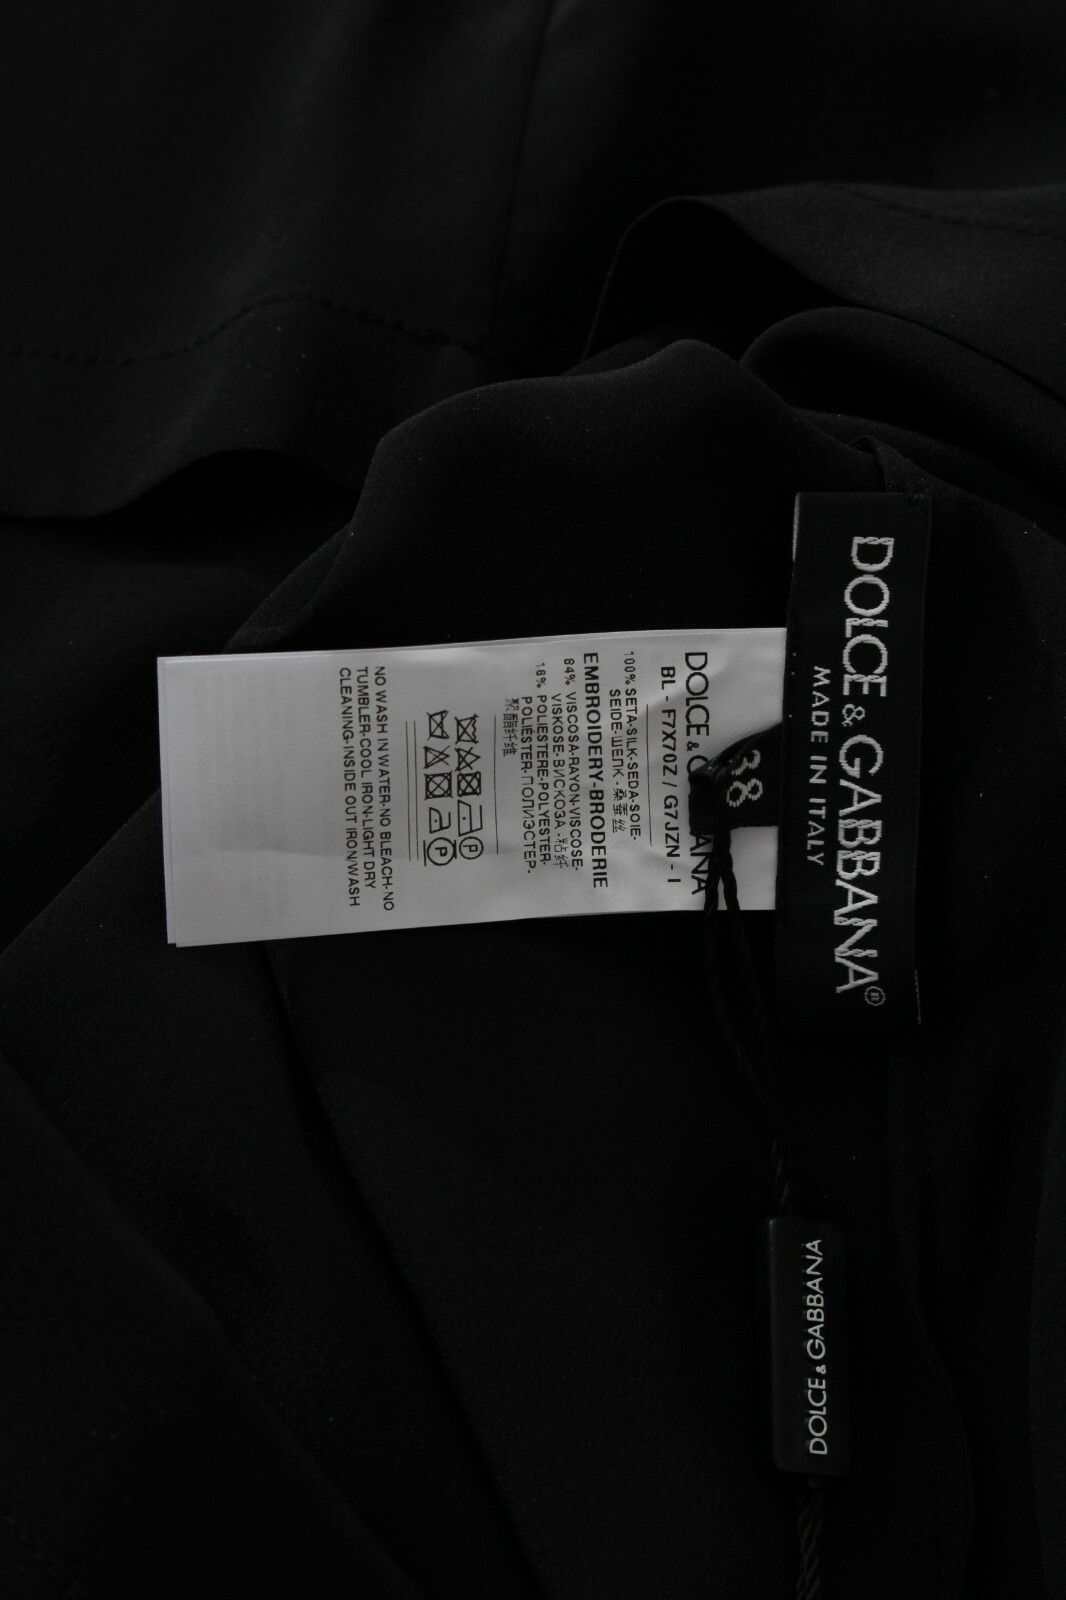 DOLCE & GABBANA®
MADE IN ITALY
38
DOLCE & G ANA
BL - F7X70Z / G7JZN - I
100% SETA-SILK-SEDA-SOIE-
SEIDE-ШЕЛК-桑蚕丝
EMBROIDERY-BRODERIE
84% VISCOSA-RAYON-VISCOSE-
VISKOSE-ВИСКОЗА-粘纤
16% POLIESTERE-POLYESTER-
POLIÉSTER-ПОЛИЭСТЕР-
聚酯纤维
P
P
NO WASH IN WATER-NO BLEACH-NO
TUMBLER-COOL IRON-LIGHT DRY
CLEANING-INSIDE OUT IRON/WASH
DOLCE & GABBANA